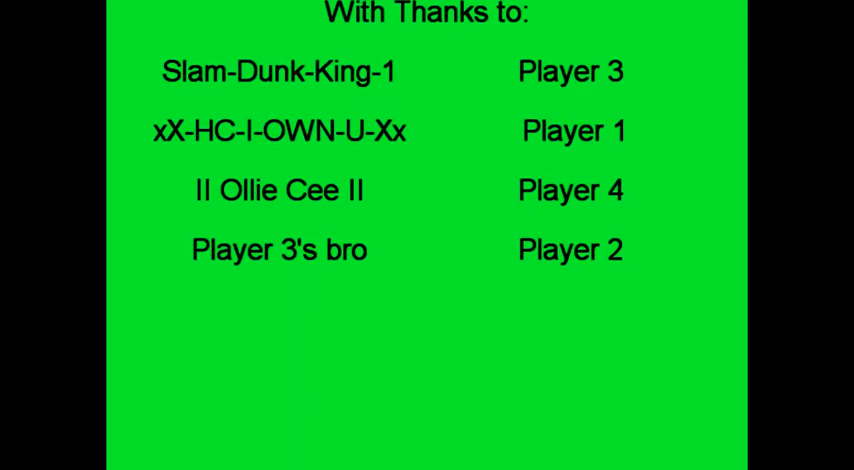 With Thanks to:
Slam-Dunk-King-1 Player 3
xX-HC-I-OWN-U-Xx Player 1
II Ollie Cee II Player 4
Player 3's bro Player 2